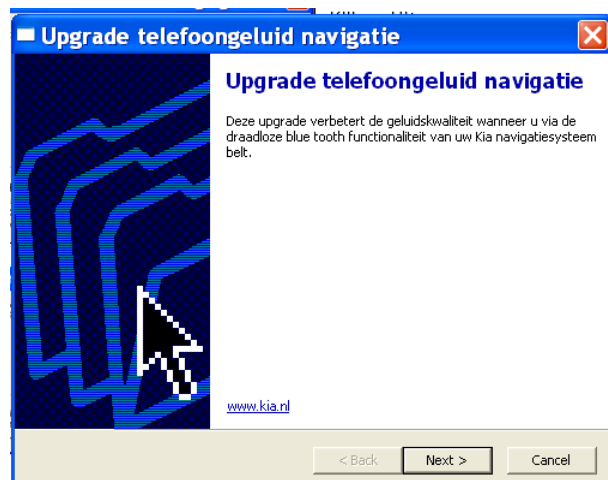 Upgrade telefoongeluid navigatie
Upgrade telefoongeluid navigatie
Deze upgrade verbetert de geluidskwaliteit wanneer u via de
draadloze blue tooth functionaliteit van uw Kia navigatiesysteem
belt.
www.kia.nl
< Back
Next >
Cancel